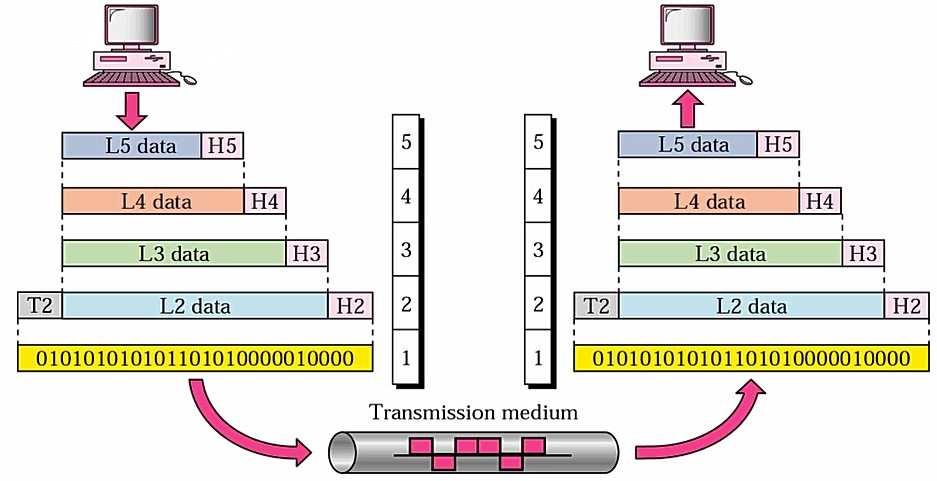 L5 data H5
L4 data H4
L3 data H3
T2 L2 data H2
010101010101101010000010000
5
4
3
2
1
5
4
3
2
1
L5 data H5
L4 data H4
L3 data H3
T2 L2 data H2
010101010101101010000010000
Transmission medium